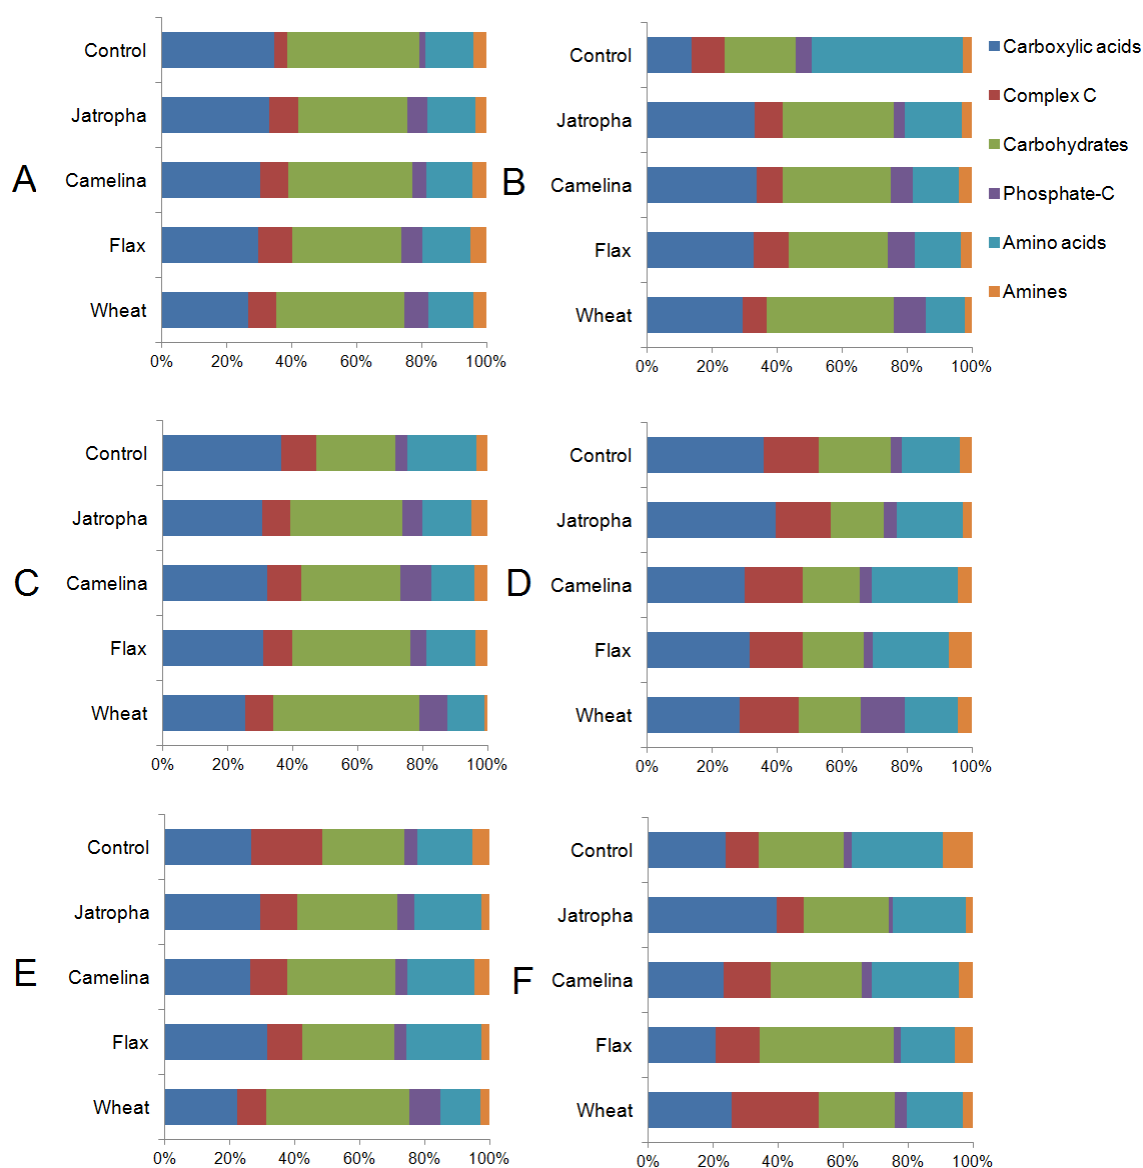 A
Control
Jatropha
Camelina
Flax
Wheat
0% 20% 40% 60% 80% 100%
B
Control
Jatropha
Camelina
Flax
Wheat
0% 20% 40% 60% 80% 100%
Carboxylic acids
Complex C
Carbohydrates
Phosphate-C
Amino acids
Amines
C
Control
Jatropha
Camelina
Flax
Wheat
0% 20% 40% 60% 80% 100%
D
Control
Jatropha
Camelina
Flax
Wheat
0% 20% 40% 60% 80% 100%
E
Control
Jatropha
Camelina
Flax
Wheat
0% 20% 40% 60% 80% 100%
F
Control
Jatropha
Camelina
Flax
Wheat
0% 20% 40% 60% 80% 100%